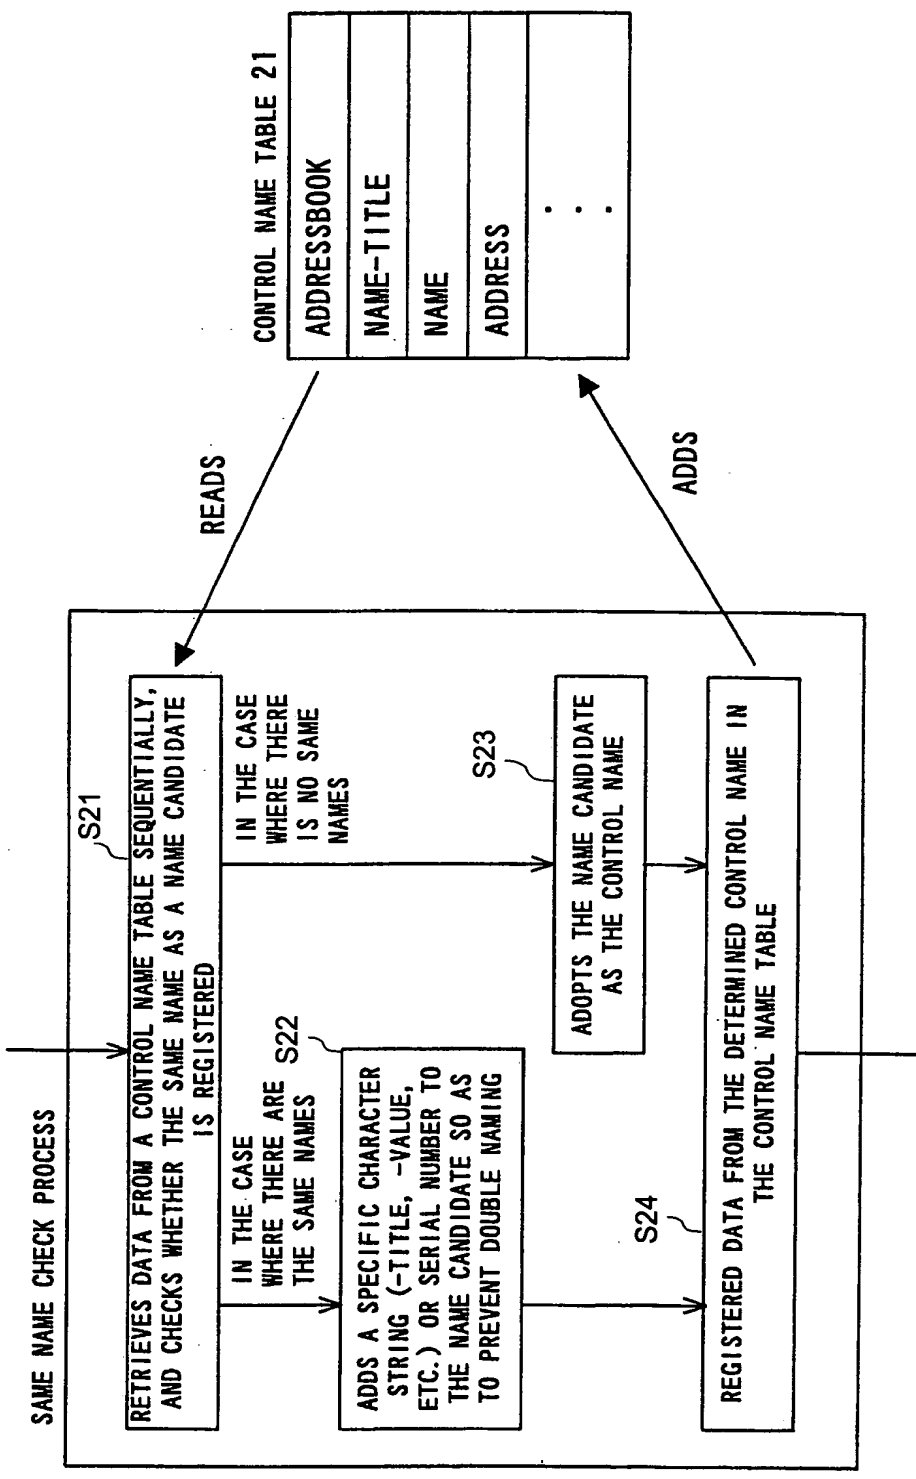 SAME NAME CHECK PROCESS
S21
RETRIEVES DATA FROM A CONTROL NAME TABLE SEQUENTIALLY,
AND CHECKS WHETHER THE SAME NAME AS A NAME CANDIDATE
IS REGISTERED
IN THE CASE
WHERE THERE ARE
THE SAME NAMES
IN THE CASE
WHERE THERE
IS NO SAME
NAMES
S22
ADDS A SPECIFIC CHARACTER
STRING (-TITLE, -VALUE,
ETC.) OR SERIAL NUMBER TO
THE NAME CANDIDATE SO AS
TO PREVENT DOUBLE NAMING
S23
ADOPTS THE NAME CANDIDATE
AS THE CONTROL NAME
S24
REGISTERED DATA FROM THE DETERMINED CONTROL NAME IN
THE CONTROL NAME TABLE
READS
ADDS
CONTROL NAME TABLE 21
ADDRESSBOOK
NAME-TITLE
NAME
ADDRESS
. . .